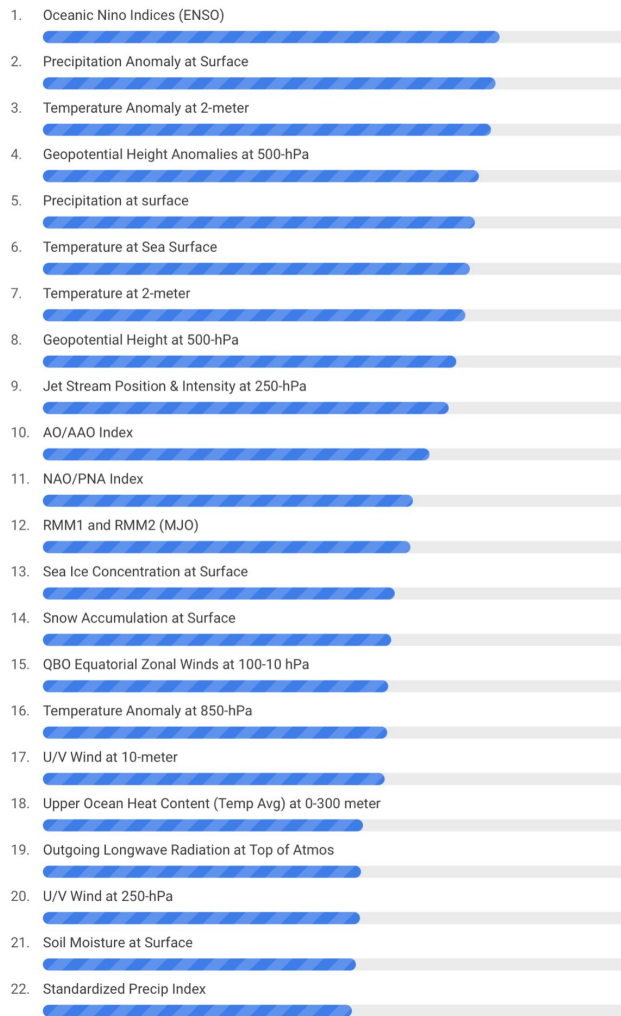 1. Oceanic Nino Indices (ENSO)
2. Precipitation Anomaly at Surface
3. Temperature Anomaly at 2-meter
4. Geopotential Height Anomalies at 500-hPa
5. Precipitation at surface
6. Temperature at Sea Surface
7. Temperature at 2-meter
8. Geopotential Height at 500-hPa
9. Jet Stream Position & Intensity at 250-hPa
10. AO/AAO Index
11. NAO/PNA Index
12. RMM1 and RMM2 (MJO)
13. Sea Ice Concentration at Surface
14. Snow Accumulation at Surface
15. QBO Equatorial Zonal Winds at 100-10 hPa
16. Temperature Anomaly at 850-hPa
17. U/V Wind at 10-meter
18. Upper Ocean Heat Content (Temp Avg) at 0-300 meter
19. Outgoing Longwave Radiation at Top of Atmos
20. U/V Wind at 250-hPa
21. Soil Moisture at Surface
22. Standardized Precip Index